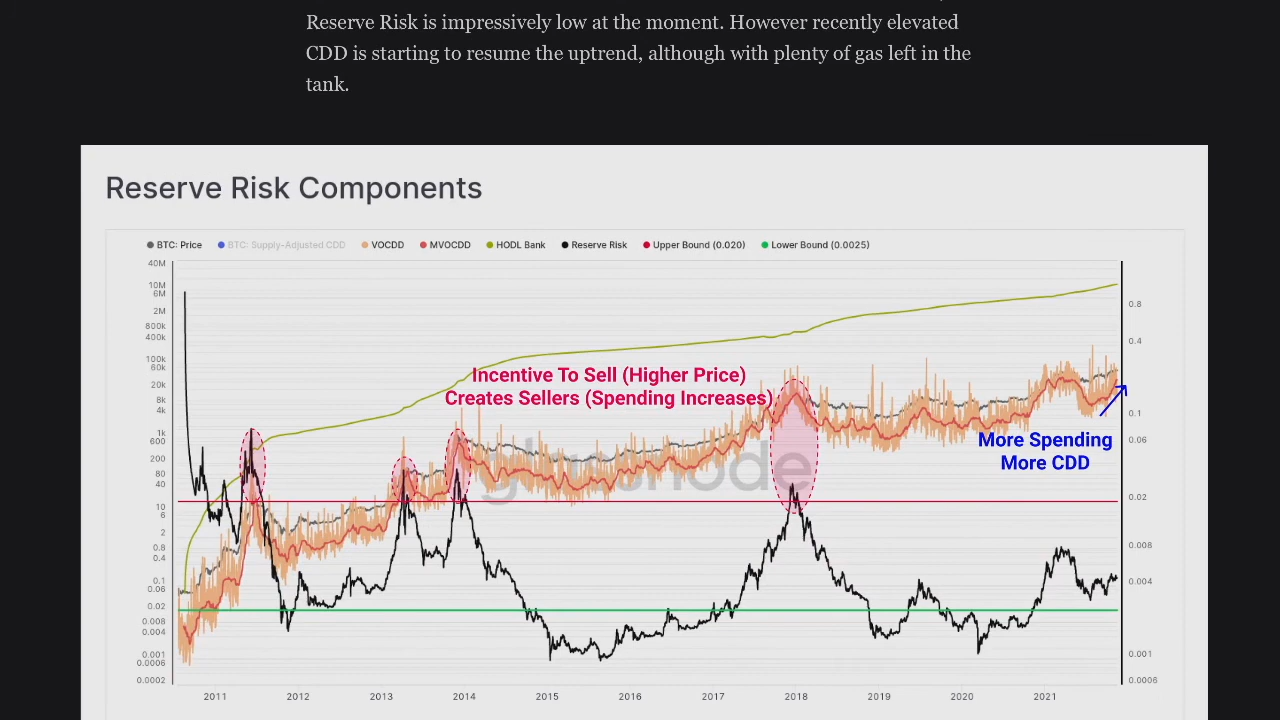 Reserve Risk is impressively low at the moment. However recently elevated
CDD is starting to resume the uptrend, although with plenty of gas left in the
tank.
Reserve Risk Components
BTC: Price BTC: Supply-Adjusted CDD VOCDD MVOCDD HODL Bank Reserve Risk Upper Bound (0.020) Lower Bound (0.0025)
40M
10M
6M
2M
800k
400k
100k
60k
20k
8k
4k
1k
600
200
80
40
10
6
2
0.8
0.4
0.1
0.06
0.02
0.008
0.004
0.001
0.0006
0.0002
Incentive To Sell (Higher Price)
Creates Sellers (Spending Increases)
glassnode
More Spending
More CDD
0.8
0.4
0.1
0.06
0.02
0.008
0.004
0.001
0.0006
2011 2012 2013 2014 2015 2016 2017 2018 2019 2020 2021